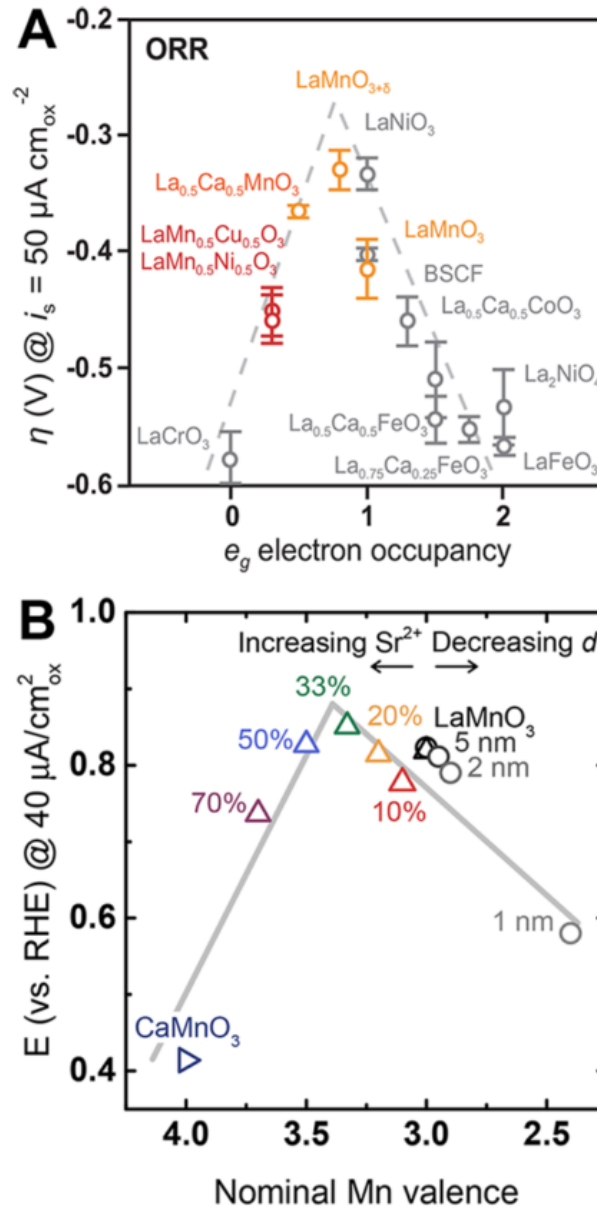 A
ORR
-0.2
-0.3
-0.4
-0.5
-0.6
η (V) @ iₛ = 50 µA cmₒₓ⁻²
LaMnO₃₊δ
LaNiO₃
La₀.₅Ca₀.₅MnO₃
LaMn₀.₅Cu₀.₅O₃
LaMnO₃
LaMn₀.₅Ni₀.₅O₃
BSCF
La₀.₅Ca₀.₅CoO₃
La₂NiO₄
LaCrO₃
La₀.₅Ca₀.₅FeO₃
La₀.₇₅Ca₀.₂₅FeO₃
LaFeO₃
0 1 2
e_g electron occupancy
B
1.0
0.8
0.6
0.4
E (vs. RHE) @ 40 µA/cm²ₒₓ
Increasing Sr²⁺ Decreasing d
33%
20%
LaMnO₃
50%
5 nm
2 nm
70%
10%
1 nm
CaMnO₃
4.0 3.5 3.0 2.5
Nominal Mn valence